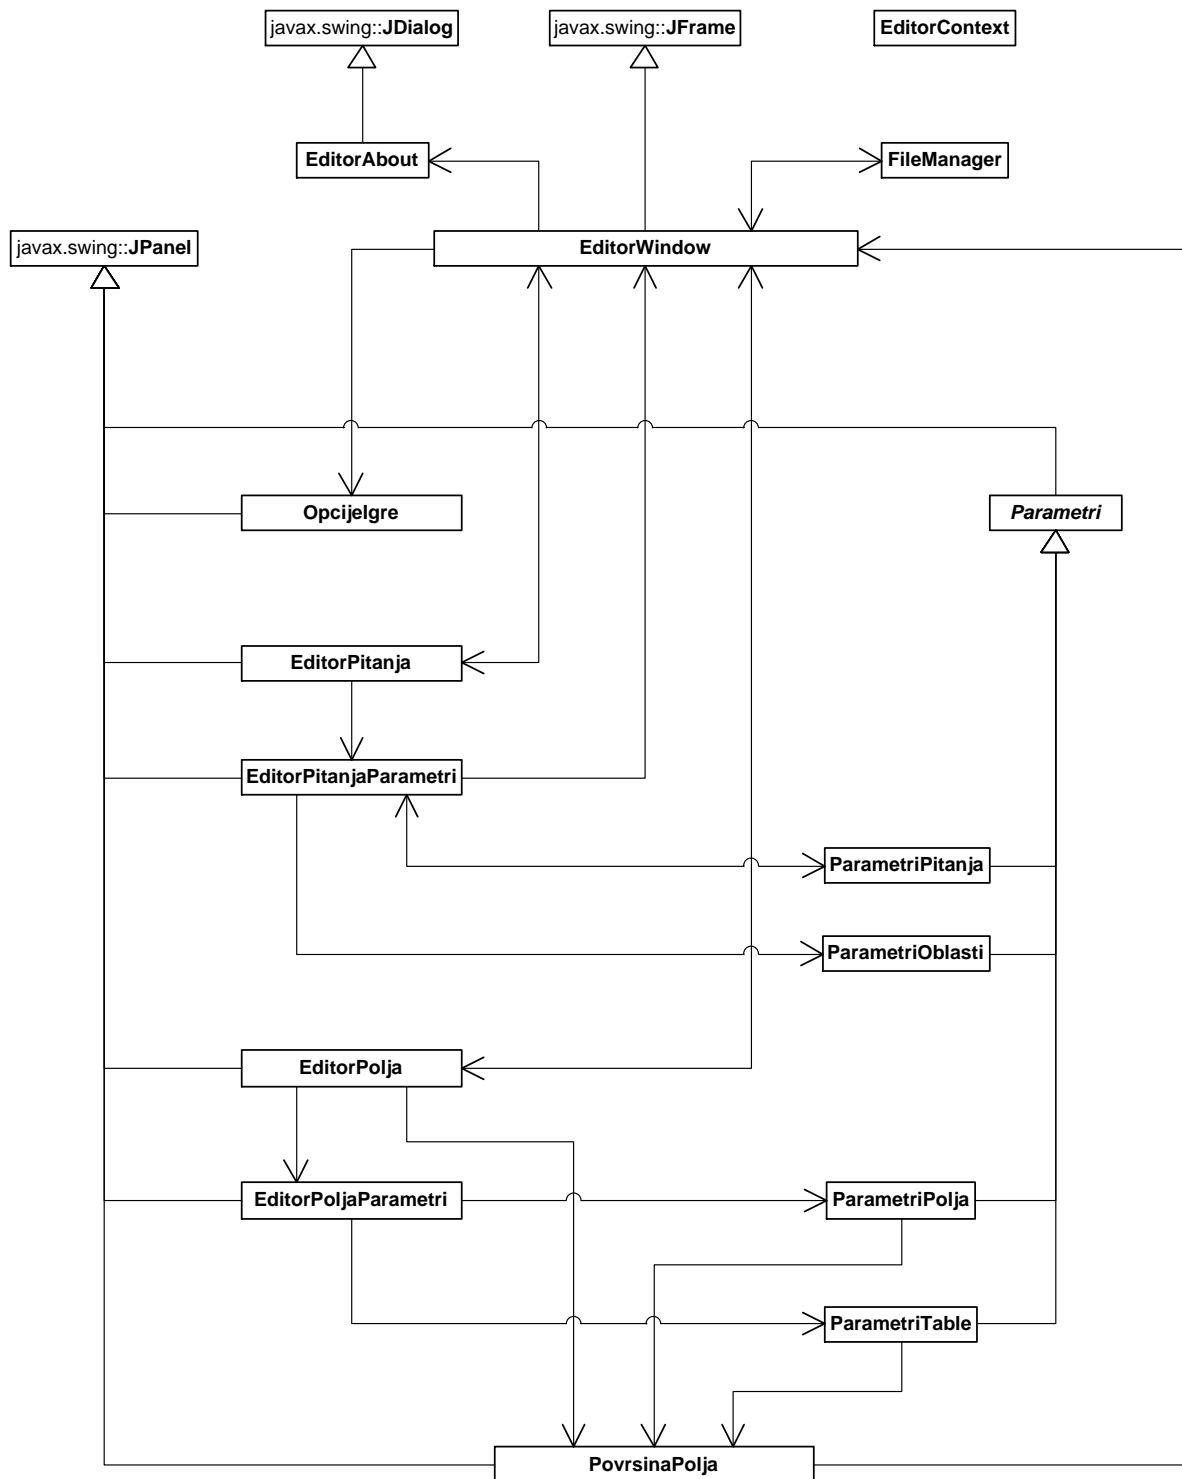 javax.swing::JDialog
javax.swing::JFrame
EditorContext
EditorAbout
FileManager
javax.swing::JPanel
EditorWindow
OpcijeIgre
Parametri
EditorPitanja
EditorPitanjaParametri
ParametriPitanja
ParametriOblasti
EditorPolja
EditorPoljaParametri
ParametriPolja
ParametriTable
PovrsinaPolja